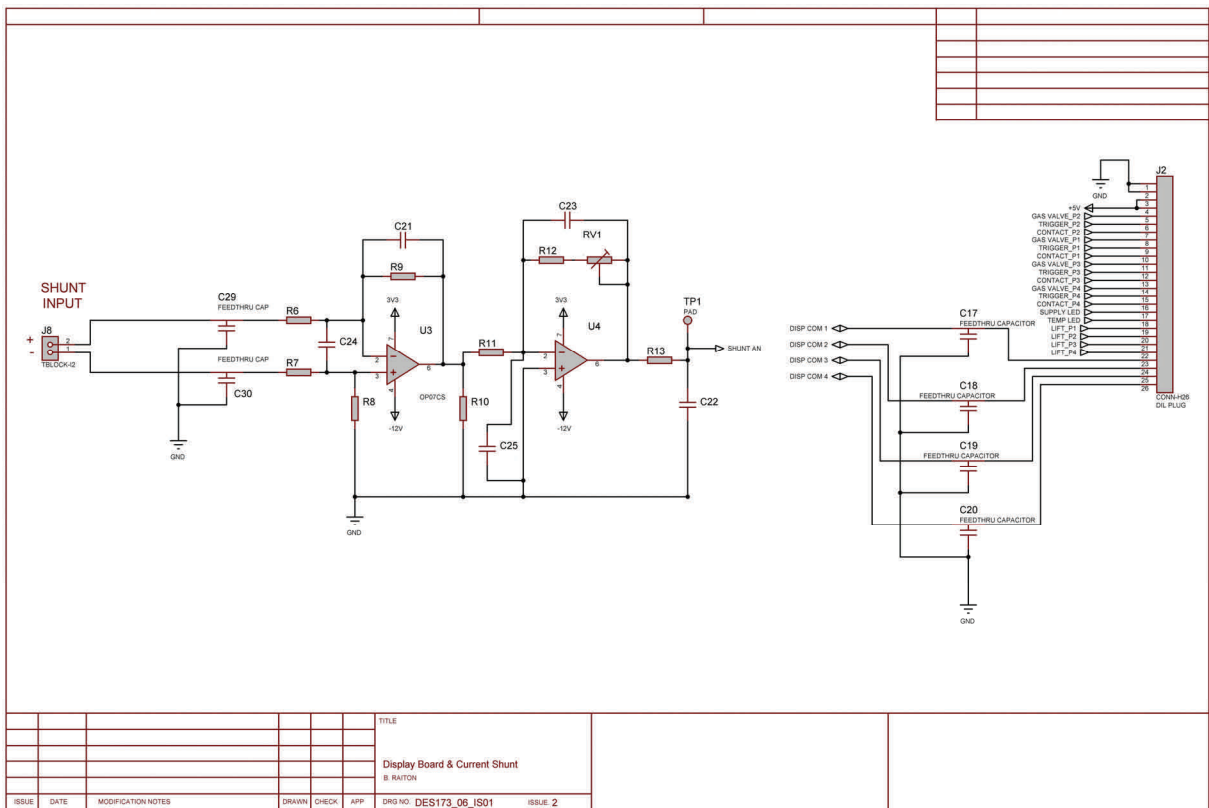 SHUNT
INPUT
J8
+
-
2
1
TBLOCK-I2
C29
FEEDTHRU CAP
FEEDTHRU CAP
C30
GND
R6
R7
C24
R8
C21
R9
3V3
7
U3
2
3
6
4
OP07CS
-12V
GND
R10
R11
C25
C23
R12
RV1
3V3
7
U4
2
3
6
4
-12V
R13
TP1
PAD
SHUNT AN
C22
DISP COM 1
DISP COM 2
DISP COM 3
DISP COM 4
C17
FEEDTHRU CAPACITOR
C18
FEEDTHRU CAPACITOR
C19
FEEDTHRU CAPACITOR
C20
FEEDTHRU CAPACITOR
GND
GND
J2
+5V
GAS VALVE_P2
TRIGGER_P2
CONTACT_P2
GAS VALVE_P1
TRIGGER_P1
CONTACT_P1
GAS VALVE_P3
TRIGGER_P3
CONTACT_P3
GAS VALVE_P4
TRIGGER_P4
CONTACT_P4
SUPPLY LED
TEMP LED
LIFT_P1
LIFT_P2
LIFT_P3
LIFT_P4
1
2
3
4
5
6
7
8
9
10
11
12
13
14
15
16
17
18
19
20
21
22
23
24
25
26
CONN-H26
DIL PLUG
TITLE
Display Board & Current Shunt
B. RAITON
ISSUE DATE MODIFICATION NOTES DRAWN CHECK APP DRG NO. DES173_06_IS01 ISSUE. 2